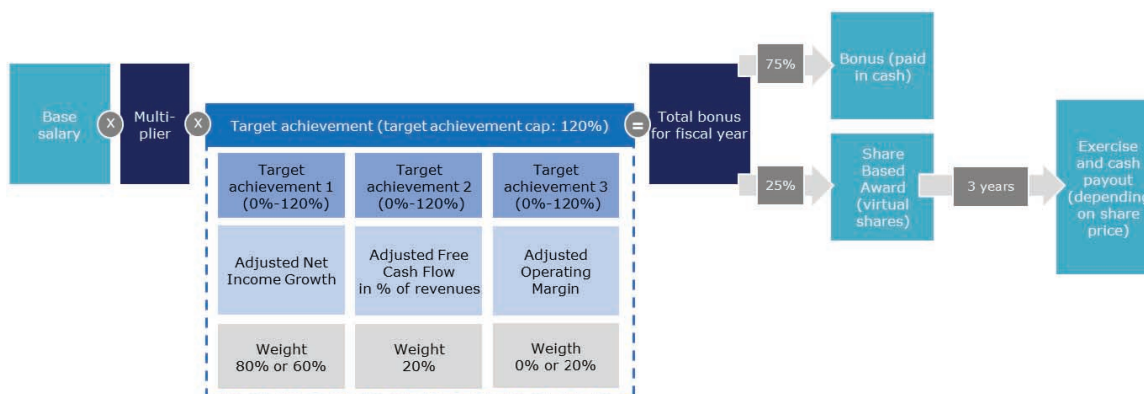 Base
salary
X
Multi-
plier
X
Target achievement (target achievement cap: 120%)
=
Total bonus
for fiscal year
75%
Bonus (paid
in cash)
25%
Share
Based
Award
(virtual
shares)
3 years
Exercise
and cash
payout
(depending
on share
price)
Target
achievement 1
(0%-120%)
Target
achievement 2
(0%-120%)
Target
achievement 3
(0%-120%)
Adjusted Net
Income Growth
Adjusted Free
Cash Flow
in % of revenues
Adjusted
Operating
Margin
Weight
80% or 60%
Weight
20%
Weigth
0% or 20%